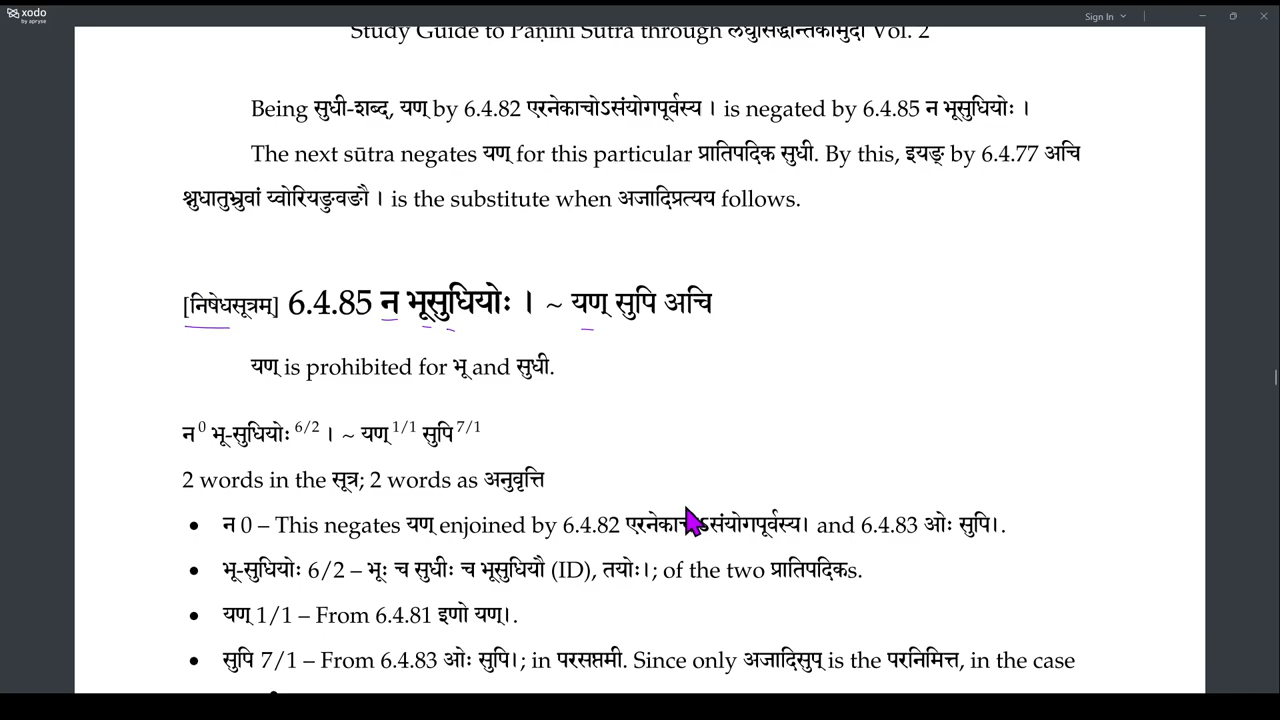 xodo
by apryse
Sign In
Study Guide to Pāṇini Sūtra through लघुसिद्धान्तकौमुदी Vol. 2
Being सुधी-शब्द, यण् by 6.4.82 एरनेकाचोऽसंयोगपूर्वस्य । is negated by 6.4.85 न भूसुधियोः ।
The next sūtra negates यण् for this particular प्रातिपदिक सुधी. By this, इयङ् by 6.4.77 अचि
श्नुधातुभ्रुवां य्वोरियङुवङौ । is the substitute when अजादिप्रत्यय follows.
[निषेधसूत्रम्] 6.4.85 न भूसुधियोः । ~ यण् सुपि अचि
यण् is prohibited for भू and सुधी.
न 0 भू-सुधियोः 6/2 । ~ यण् 1/1 सुपि 7/1
2 words in the सूत्र; 2 words as अनुवृत्ति
• न 0 – This negates यण् enjoined by 6.4.82 एरनेकाचोऽसंयोगपूर्वस्य। and 6.4.83 ओः सुपि।.
• भू-सुधियोः 6/2 – भूः च सुधीः च भूसुधियौ (ID), तयोः।; of the two प्रातिपदिकs.
• यण् 1/1 – From 6.4.81 इणो यण्।.
• सुपि 7/1 – From 6.4.83 ओः सुपि।; in परसप्तमी. Since only अजादिसुप् is the परनिमित्त, in the case